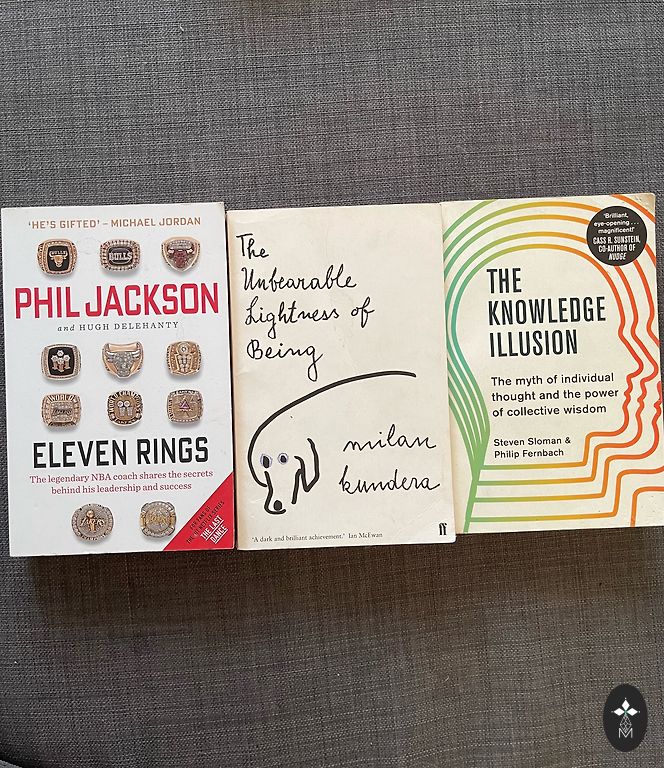 'HE'S GIFTED' – MICHAEL JORDAN
BULLS
PHIL JACKSON
and HUGH DELEHANTY
ELEVEN RINGS
The legendary NBA coach shares the secrets
behind his leadership and success
THE LAST
DANCE
The
Unbearable
Lightness of
Being
milan
kundera
'A dark and brilliant achievement.' Ian McEwan
ff
'Brilliant,
eye-opening . . .
magnificent!'
CASS R. SUNSTEIN,
CO-AUTHOR OF
NUDGE
THE
KNOWLEDGE
ILLUSION
The myth of individual
thought and the power
of collective wisdom
Steven Sloman &
Philip Fernbach
M